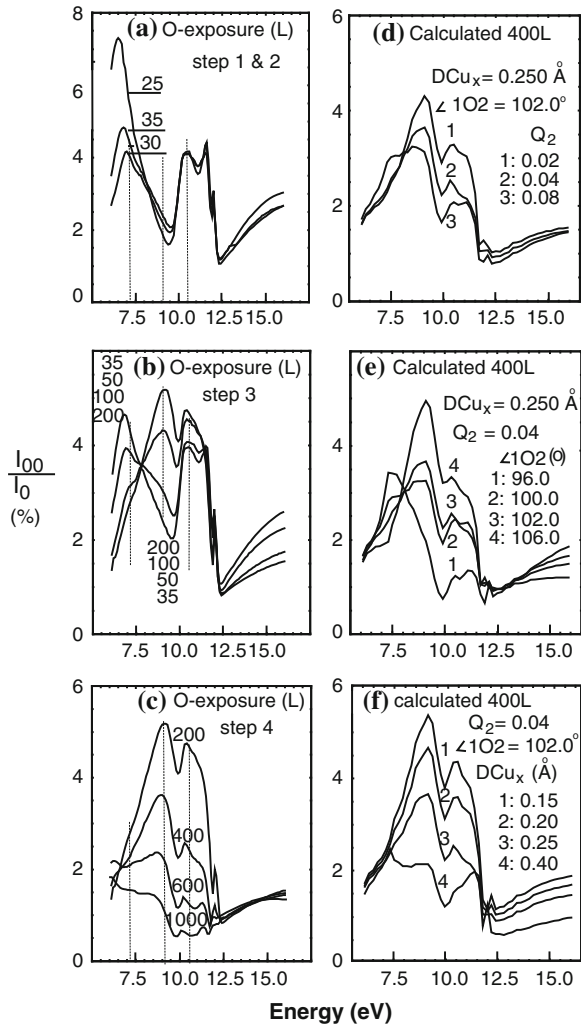 (a) O-exposure (L)
step 1 & 2
25
35
30
8
6
4
2
0
7.5 10.0 12.5 15.0
(d) Calculated 400L
DCuₓ = 0.250 Å
∠ 1O2 = 102.0°
Q₂
1: 0.02
2: 0.04
3: 0.08
1
2
3
6
4
2
0
7.5 10.0 12.5 15.0
(b) O-exposure (L)
step 3
35
50
100
200
200
100
50
35
4
2
0
7.5 10.0 12.5 15.0
(e) Calculated 400L
DCuₓ = 0.250 Å
Q₂ = 0.04
∠1O2 (o)
1: 96.0
2: 100.0
3: 102.0
4: 106.0
4
3
2
1
4
2
0
7.5 10.0 12.5 15.0
I₀₀
I₀
(%)
(c) O-exposure (L)
step 4
200
400
600
1000
6
4
2
0
7.5 10.0 12.5 15.0
(f) calculated 400L
Q₂ = 0.04
∠1O2 = 102.0°
DCuₓ (Å)
1: 0.15
2: 0.20
3: 0.25
4: 0.40
1
2
3
4
6
4
2
0
7.5 10.0 12.5 15.0
Energy (eV)